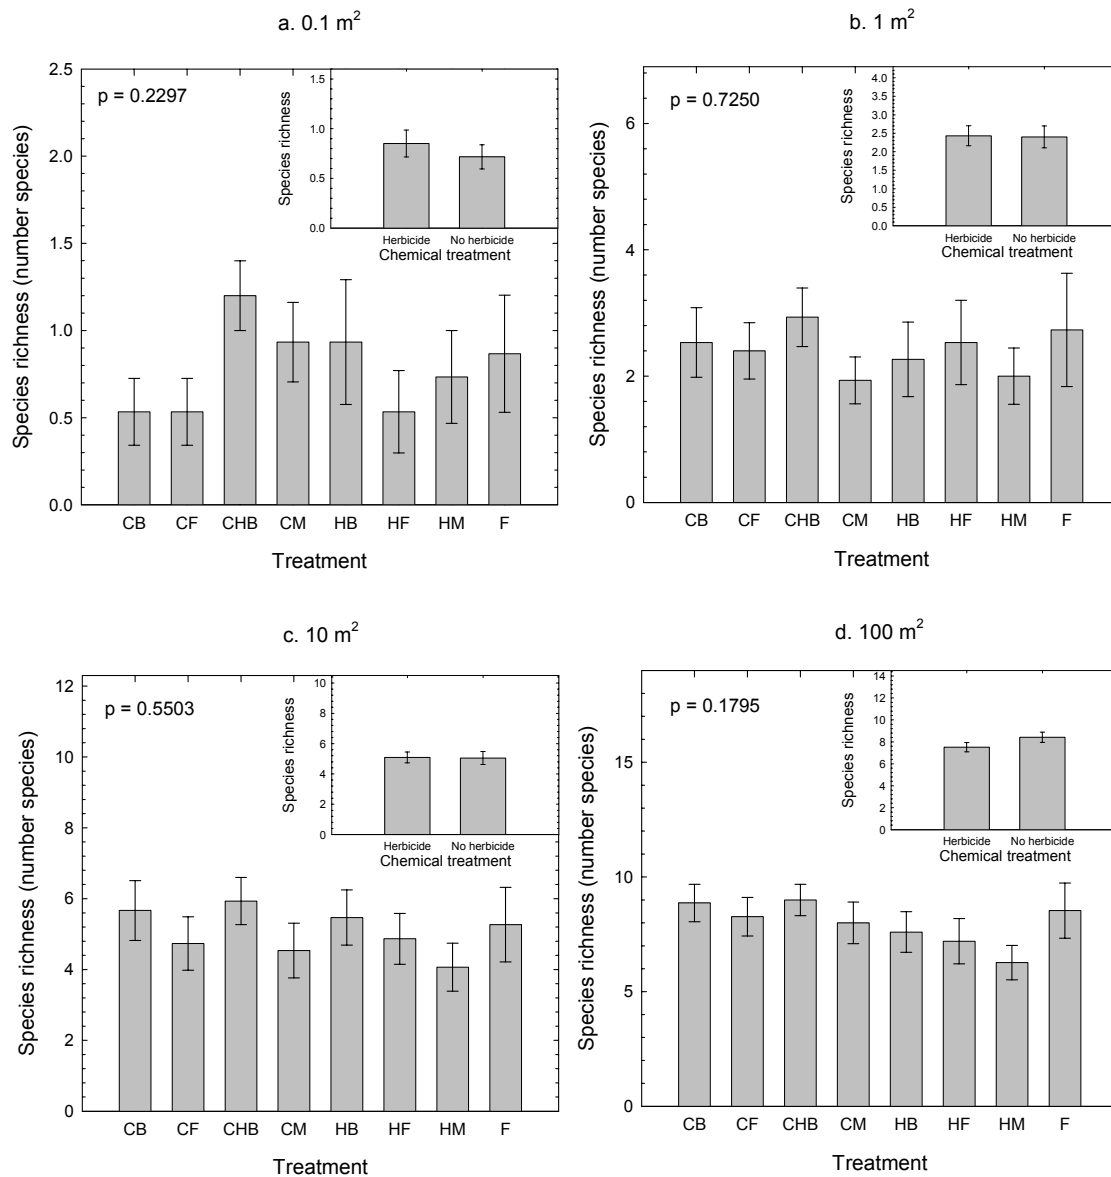 a. 0.1 m²
p = 0.2297
Species richness (number species)
2.5
2.0
1.5
1.0
0.5
0.0
CB CF CHB CM HB HF HM F
Treatment
Species richness
1.5
1.0
0.5
0.0
Herbicide No herbicide
Chemical treatment
b. 1 m²
p = 0.7250
Species richness (number species)
6
4
2
0
CB CF CHB CM HB HF HM F
Treatment
Species richness
4.0
3.5
3.0
2.5
2.0
1.5
1.0
0.5
0.0
Herbicide No herbicide
Chemical treatment
c. 10 m²
p = 0.5503
Species richness (number species)
12
10
8
6
4
2
0
CB CF CHB CM HB HF HM F
Treatment
Species richness
10
8
6
4
2
0
Herbicide No herbicide
Chemical treatment
d. 100 m²
p = 0.1795
Species richness (number species)
15
10
5
0
CB CF CHB CM HB HF HM F
Treatment
Species richness
14
12
10
8
6
4
2
0
Herbicide No herbicide
Chemical treatment